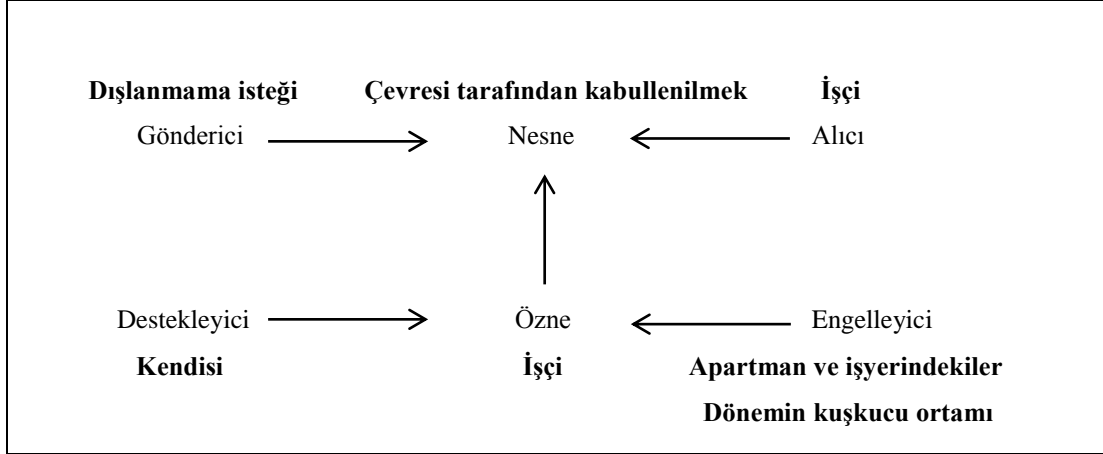 Dışlanmama isteği Çevresi tarafından kabullenilmek İşçi
Gönderici Nesne Alıcı
Destekleyici Özne Engelleyici
Kendisi İşçi Apartman ve işyerindekiler
Dönemin kuşkucu ortamı